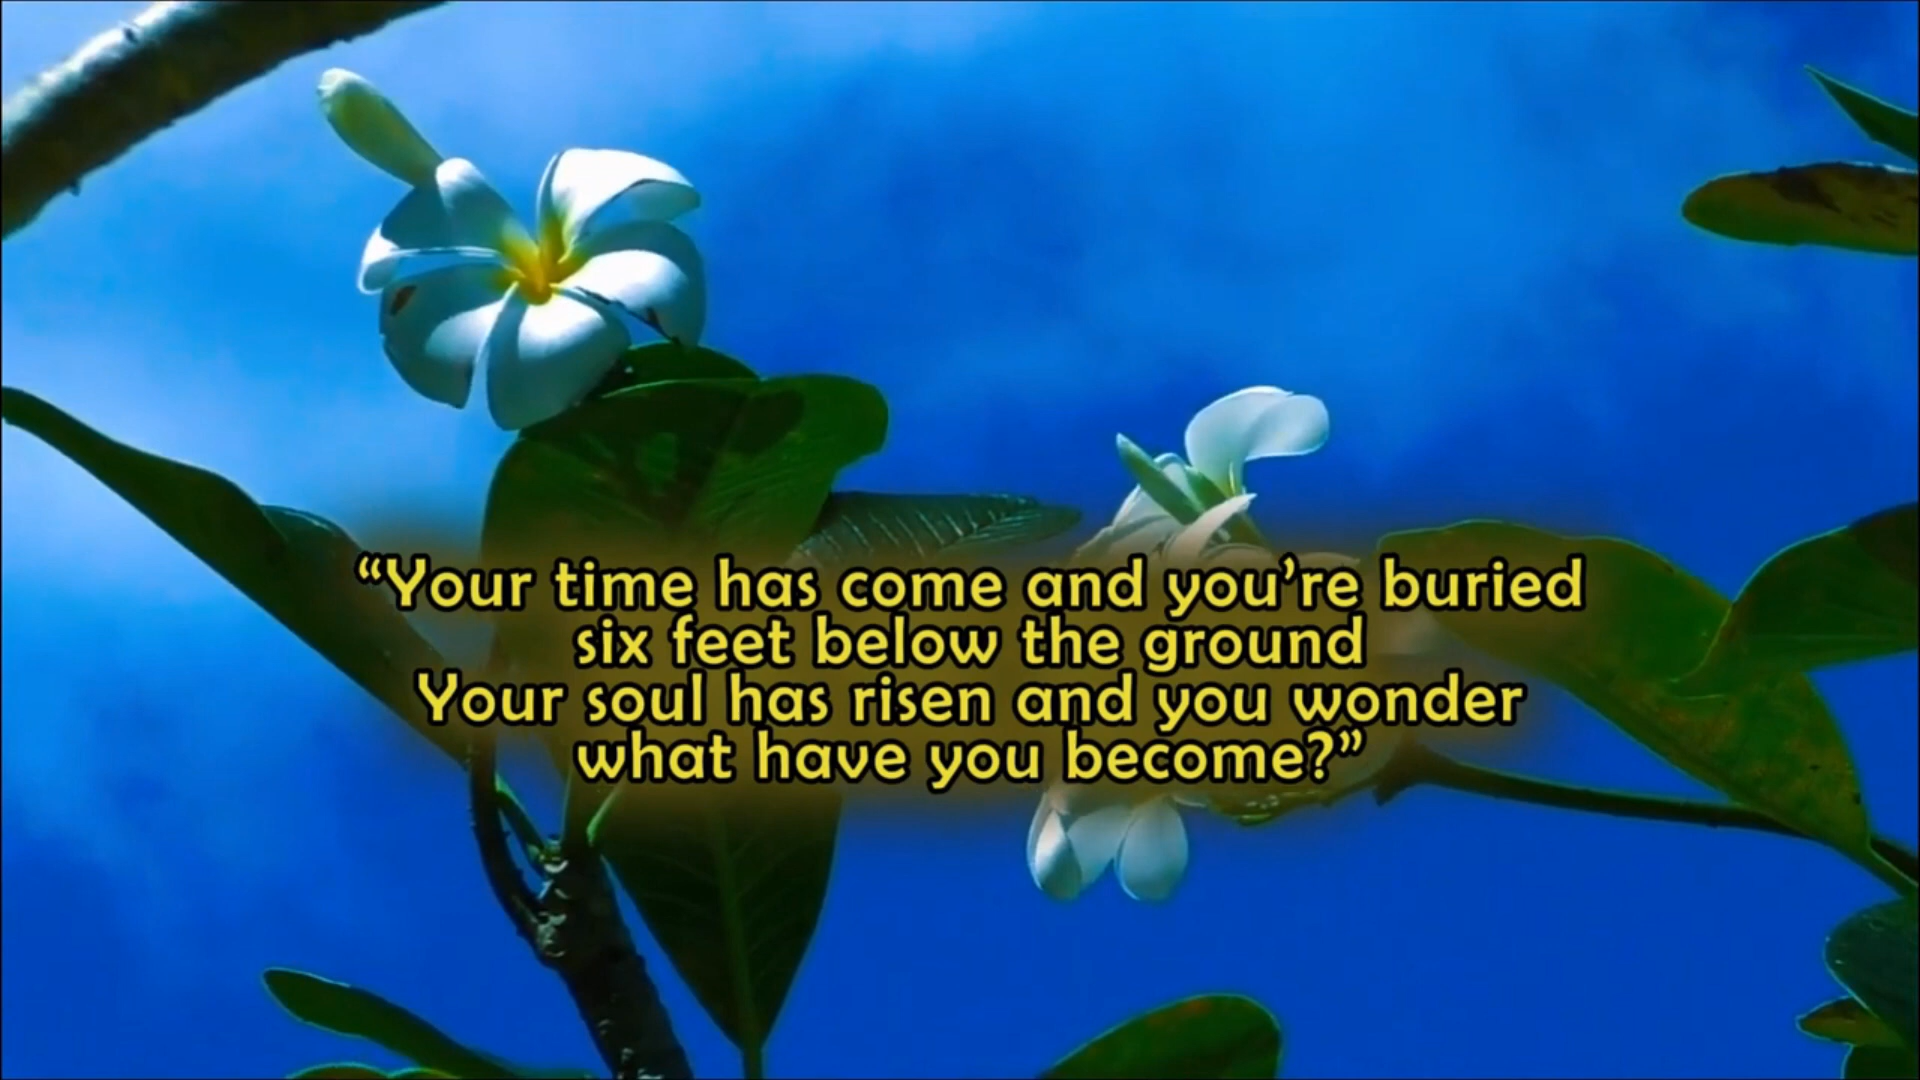 “Your time has come and you’re buried
six feet below the ground
Your soul has risen and you wonder
what have you become?”